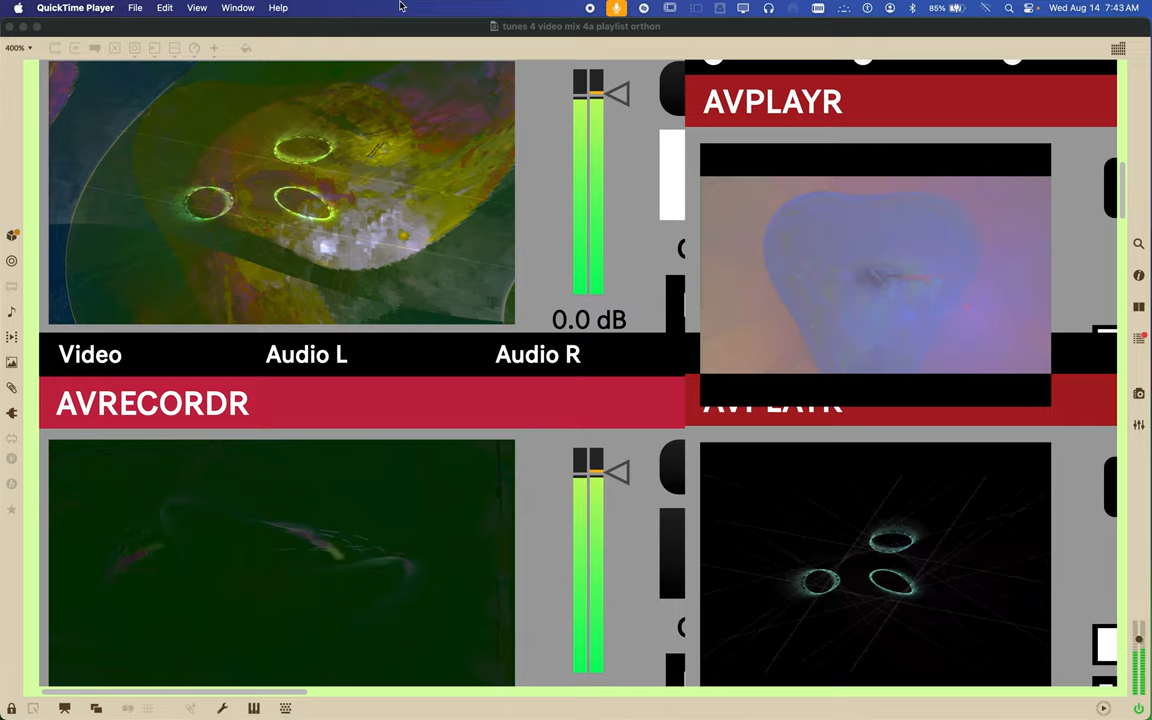 QuickTime Player File Edit View Window Help 85% Wed Aug 14 7:43 AM
tunes 4 video mix 4a playlist orthon
400%
AVPLAYR
0.0 dB
Video Audio L Audio R
AVRECORDR
AVPLAYR